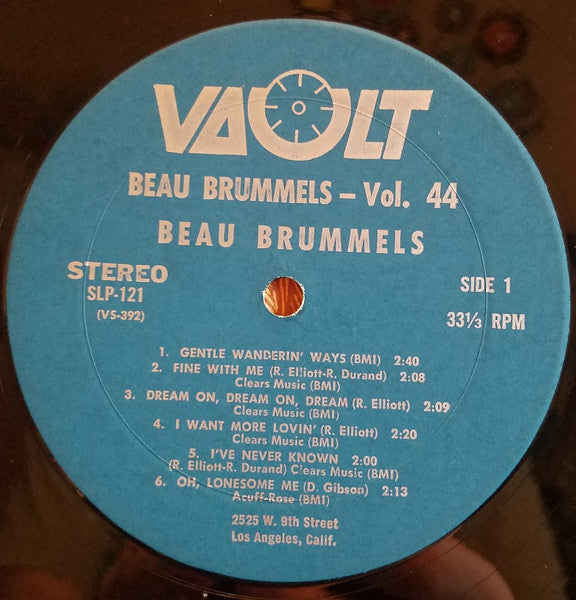 VAULT
BEAU BRUMMELS – Vol. 44
BEAU BRUMMELS
STEREO
SLP-121
(VS-392)
SIDE 1
33⅓ RPM
1. GENTLE WANDERIN' WAYS (BMI) 2:40
2. FINE WITH ME (R. Elliott-R. Durand) 2:08
Clears Music (BMI)
3. DREAM ON, DREAM ON, DREAM (R. Elliott) 2:09
Clears Music (BMI)
4. I WANT MORE LOVIN' (R. Elliott) 2:20
Clears Music (BMI)
5. I'VE NEVER KNOWN 2:00
(R. Elliott-R. Durand) Clears Music (BMI)
6. OH, LONESOME ME (D. Gibson) 2:13
Acuff-Rose (BMI)
2525 W. 9th Street
Los Angeles, Calif.